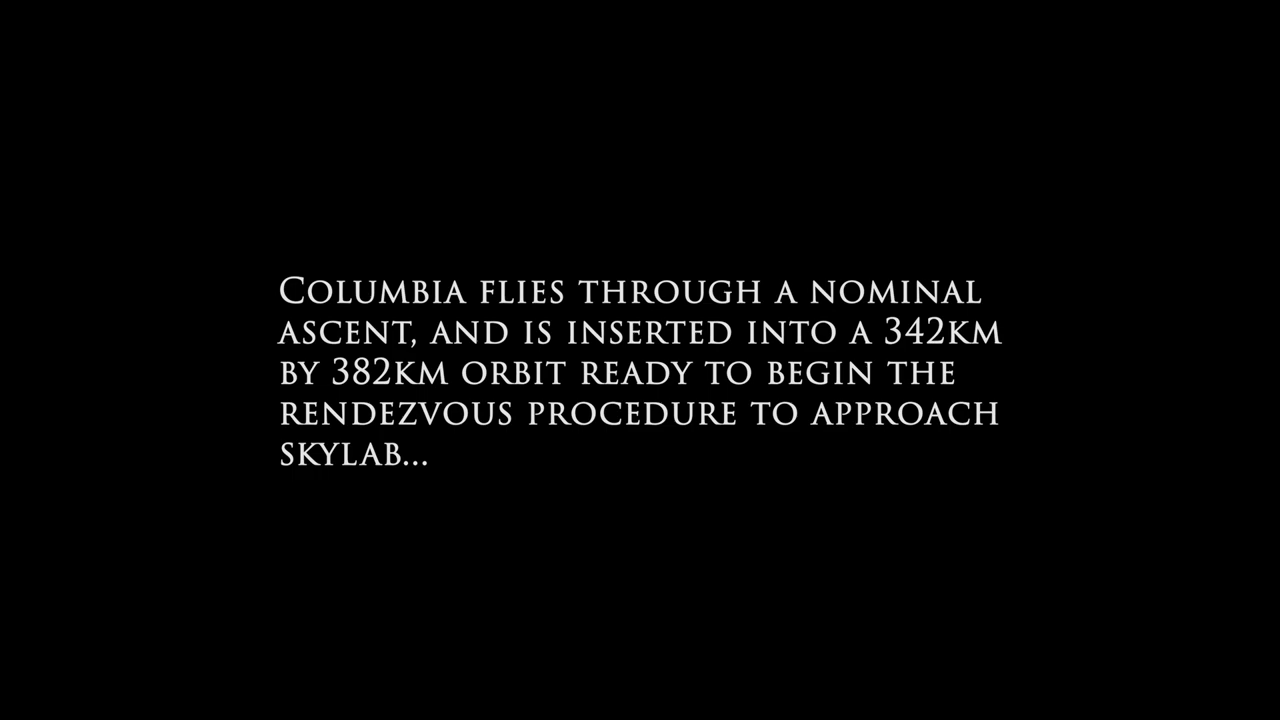 Columbia flies through a nominal
ascent, and is inserted into a 342km
by 382km orbit ready to begin the
rendezvous procedure to approach
skylab...